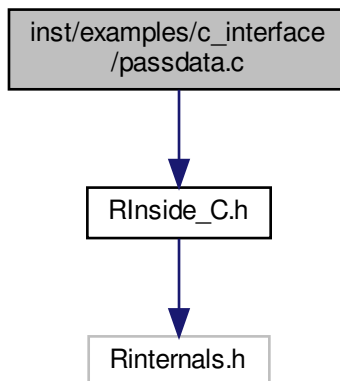 inst/examples/c_interface
/passdata.c
RInside_C.h
Rinternals.h